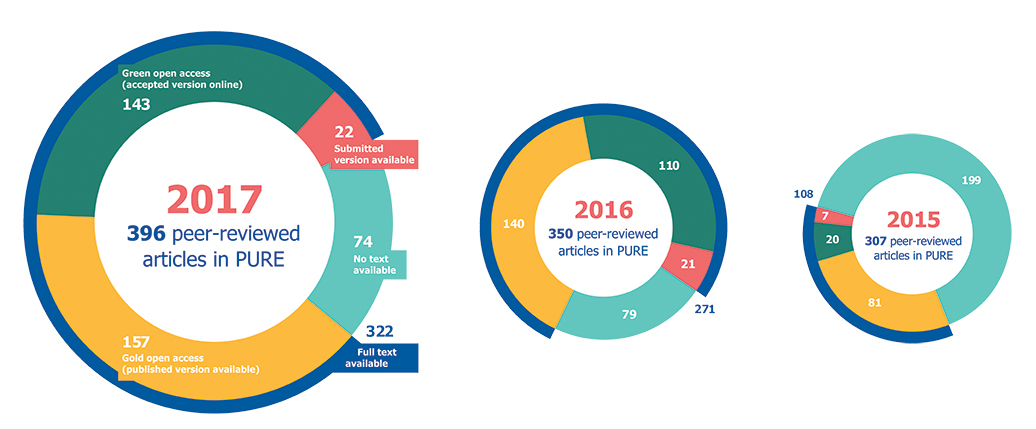 Green open access
(accepted version online)
143
22
Submitted
version available
2017
396 peer-reviewed
articles in PURE
74
No text
available
157
Gold open access
(published version available)
322
Full text
available
110
140
2016
350 peer-reviewed
articles in PURE
21
79
271
199
108
7
20
2015
307 peer-reviewed
articles in PURE
81